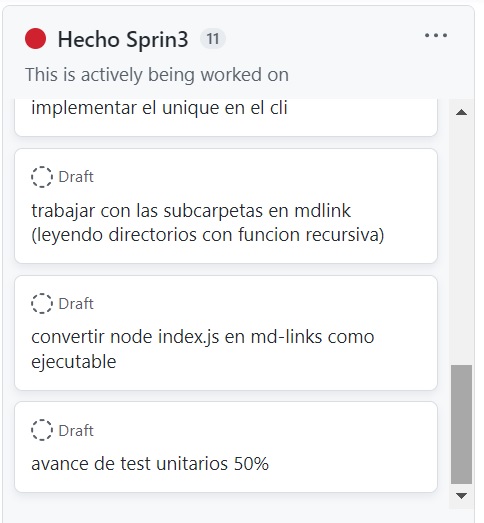 Hecho Sprin3 11
This is actively being worked on
implementar el unique en el cli
Draft
trabajar con las subcarpetas en mdlink
(leyendo directorios con funcion recursiva)
Draft
convertir node index.js en md-links como
ejecutable
Draft
avance de test unitarios 50%